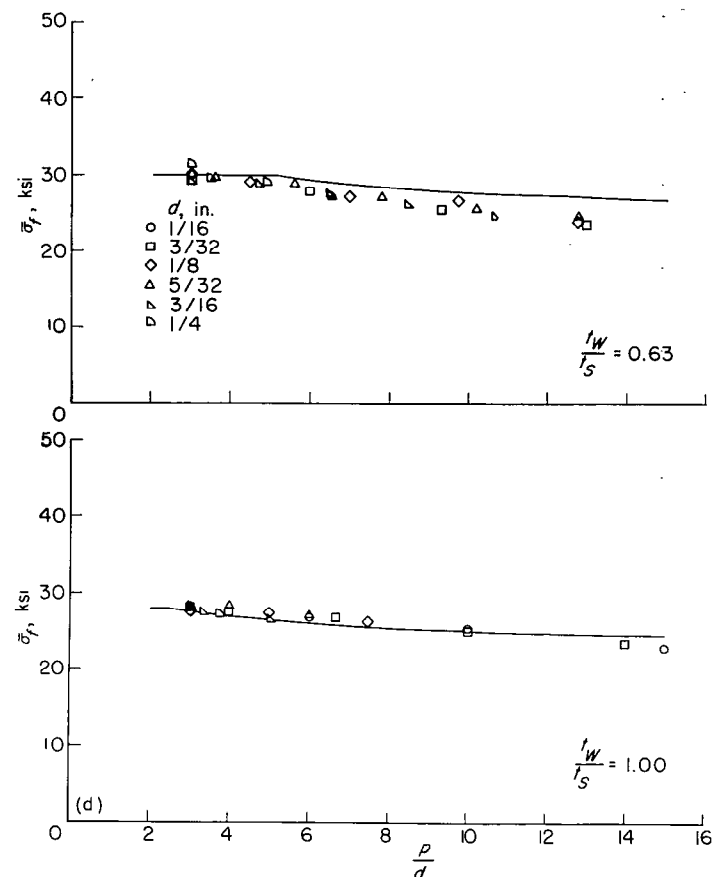 50
40
30
σ̄f, ksi
d, in.
1/16
3/32
1/8
5/32
3/16
1/4
20
10
tW/tS = 0.63
0
50
40
30
σ̄f, ksi
20
10
tW/tS = 1.00
(d)
0
2 4 6 8 10 12 14 16
p/d